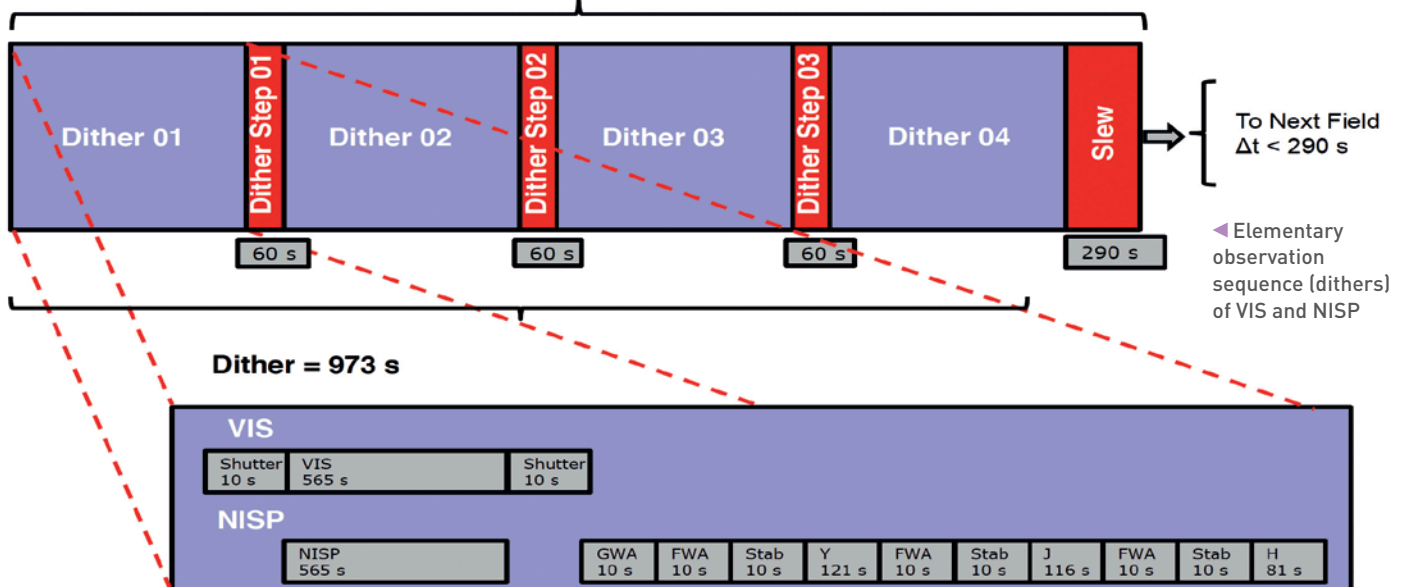 Dither 01
Dither Step 01
Dither 02
Dither Step 02
Dither 03
Dither Step 03
Dither 04
Slew
To Next Field
Δt < 290 s
60 s
60 s
60 s
290 s
◄ Elementary
observation
sequence (dithers)
of VIS and NISP
Dither = 973 s
VIS
Shutter
10 s
VIS
565 s
Shutter
10 s
NISP
NISP
565 s
GWA
10 s
FWA
10 s
Stab
10 s
Y
121 s
FWA
10 s
Stab
10 s
J
116 s
FWA
10 s
Stab
10 s
H
81 s